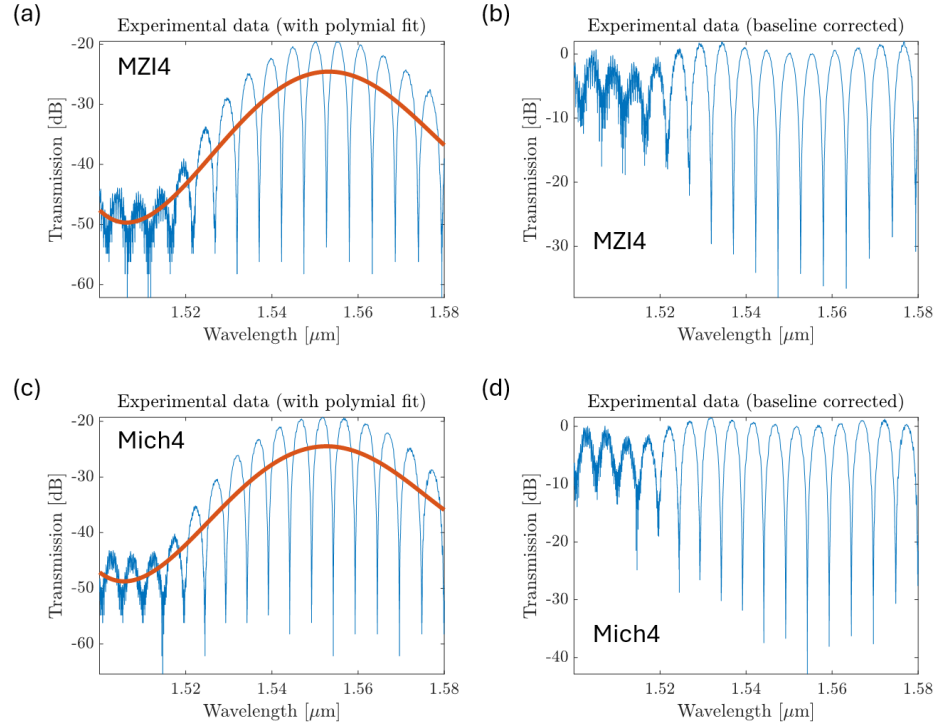 (a)
Experimental data (with polymial fit)
MZI4
-20
-30
-40
-50
-60
Transmission [dB]
1.52
1.54
1.56
1.58
Wavelength [μm]
(b)
Experimental data (baseline corrected)
MZI4
0
-10
-20
-30
Transmission [dB]
1.52
1.54
1.56
1.58
Wavelength [μm]
(c)
Experimental data (with polymial fit)
Mich4
-20
-30
-40
-50
-60
Transmission [dB]
1.52
1.54
1.56
1.58
Wavelength [μm]
(d)
Experimental data (baseline corrected)
Mich4
0
-10
-20
-30
-40
Transmission [dB]
1.52
1.54
1.56
1.58
Wavelength [μm]